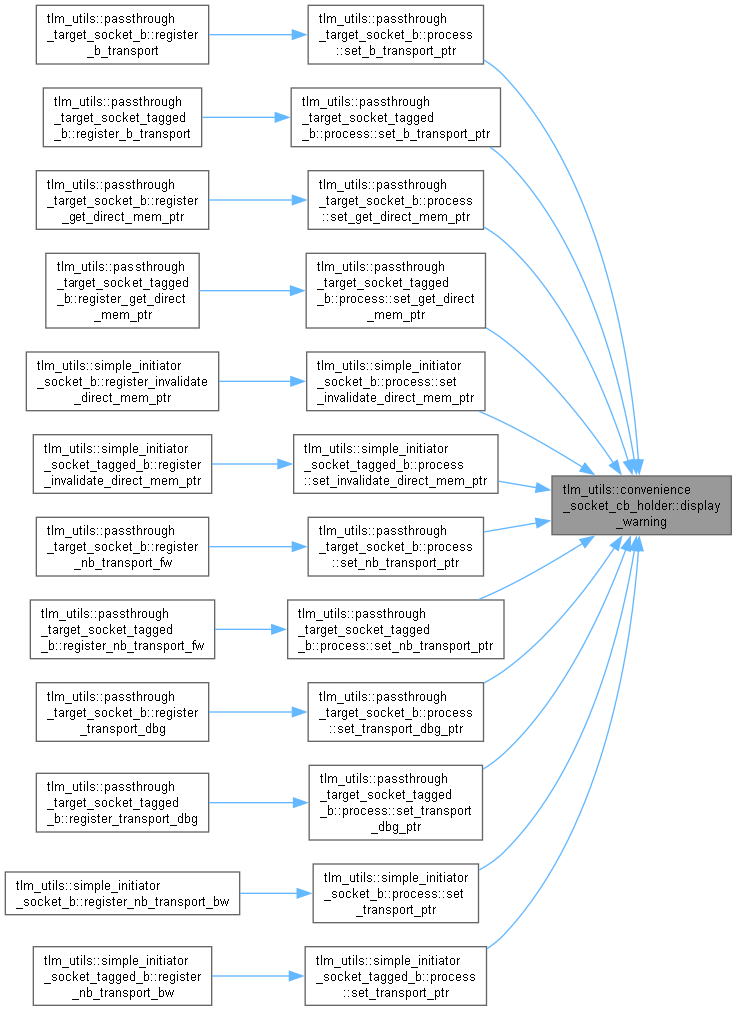 tlm_utils::passthrough
_target_socket_b::register
_b_transport
tlm_utils::passthrough
_target_socket_b::process
::set_b_transport_ptr
tlm_utils::passthrough
_target_socket_tagged
_b::register_b_transport
tlm_utils::passthrough
_target_socket_tagged
_b::process::set_b_transport_ptr
tlm_utils::passthrough
_target_socket_b::register
_get_direct_mem_ptr
tlm_utils::passthrough
_target_socket_b::process
::set_get_direct_mem_ptr
tlm_utils::passthrough
_target_socket_tagged
_b::register_get_direct
_mem_ptr
tlm_utils::passthrough
_target_socket_tagged
_b::process::set_get_direct
_mem_ptr
tlm_utils::simple_initiator
_socket_b::register_invalidate
_direct_mem_ptr
tlm_utils::simple_initiator
_socket_b::process::set
_invalidate_direct_mem_ptr
tlm_utils::simple_initiator
_socket_tagged_b::register
_invalidate_direct_mem_ptr
tlm_utils::simple_initiator
_socket_tagged_b::process
::set_invalidate_direct_mem_ptr
tlm_utils::convenience
_socket_cb_holder::display
_warning
tlm_utils::passthrough
_target_socket_b::register
_nb_transport_fw
tlm_utils::passthrough
_target_socket_b::process
::set_nb_transport_ptr
tlm_utils::passthrough
_target_socket_tagged
_b::register_nb_transport_fw
tlm_utils::passthrough
_target_socket_tagged
_b::process::set_nb_transport_ptr
tlm_utils::passthrough
_target_socket_b::register
_transport_dbg
tlm_utils::passthrough
_target_socket_b::process
::set_transport_dbg_ptr
tlm_utils::passthrough
_target_socket_tagged
_b::register_transport_dbg
tlm_utils::passthrough
_target_socket_tagged
_b::process::set_transport
_dbg_ptr
tlm_utils::simple_initiator
_socket_b::register_nb_transport_bw
tlm_utils::simple_initiator
_socket_b::process::set
_transport_ptr
tlm_utils::simple_initiator
_socket_tagged_b::register
_nb_transport_bw
tlm_utils::simple_initiator
_socket_tagged_b::process
::set_transport_ptr